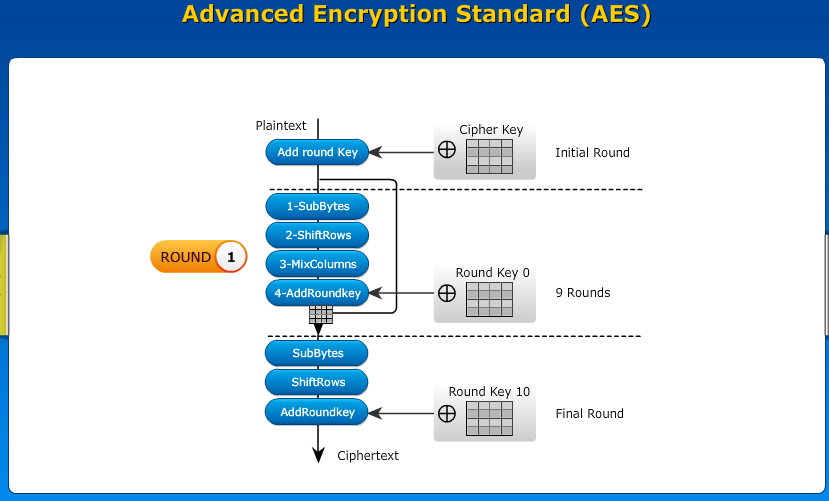 Advanced Encryption Standard (AES)
Plaintext
Cipher Key
Add round Key
Initial Round
1-SubBytes
2-ShiftRows
ROUND 1
3-MixColumns
Round Key 0
4-AddRoundkey
9 Rounds
SubBytes
ShiftRows
Round Key 10
AddRoundkey
Final Round
Ciphertext